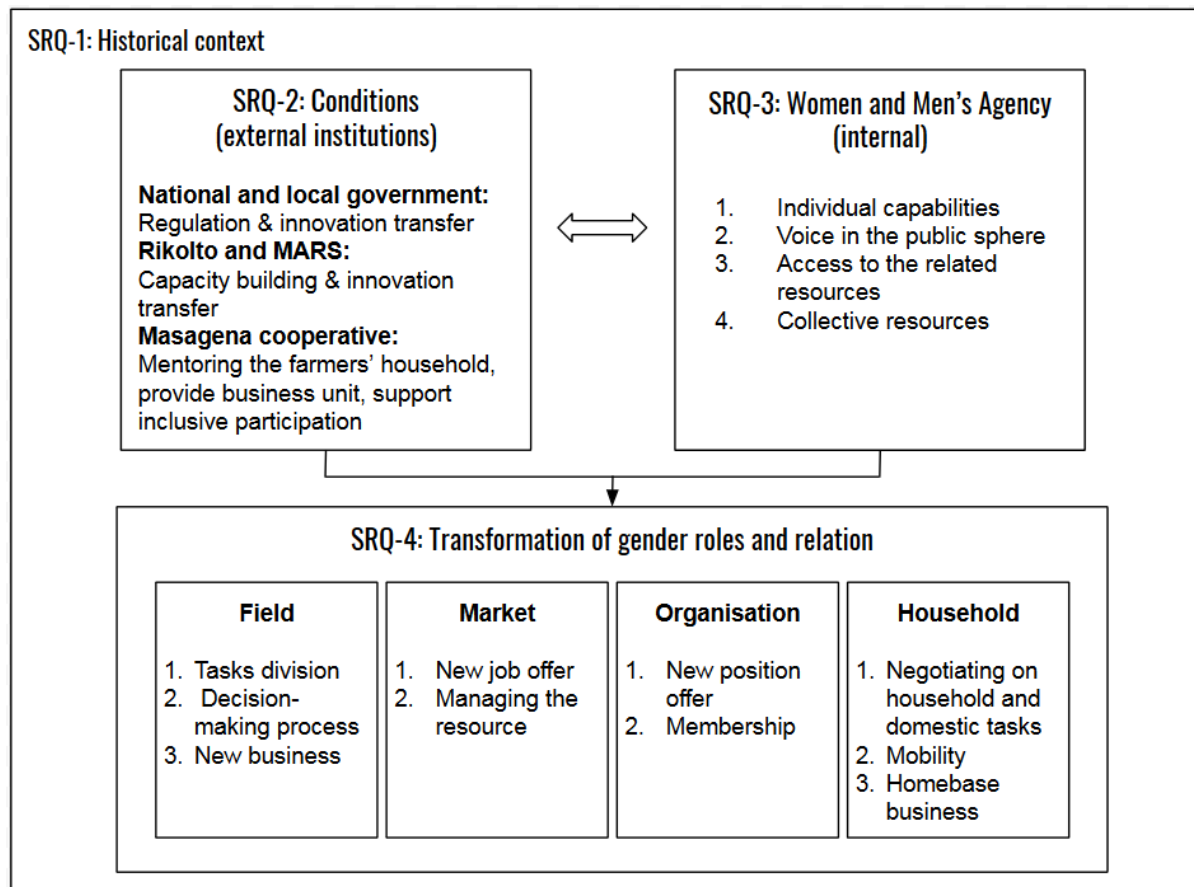 SRQ-1: Historical context
SRQ-2: Conditions
(external institutions)
National and local government:
Regulation & innovation transfer
Rikolto and MARS:
Capacity building & innovation
transfer
Masagena cooperative:
Mentoring the farmers' household,
provide business unit, support
inclusive participation
SRQ-3: Women and Men's Agency
(internal)
1. Individual capabilities
2. Voice in the public sphere
3. Access to the related
resources
4. Collective resources
SRQ-4: Transformation of gender roles and relation
Field
1. Tasks division
2. Decision-
making process
3. New business
Market
1. New job offer
2. Managing the
resource
Organisation
1. New position
offer
2. Membership
Household
1. Negotiating on
household and
domestic tasks
2. Mobility
3. Homebase
business